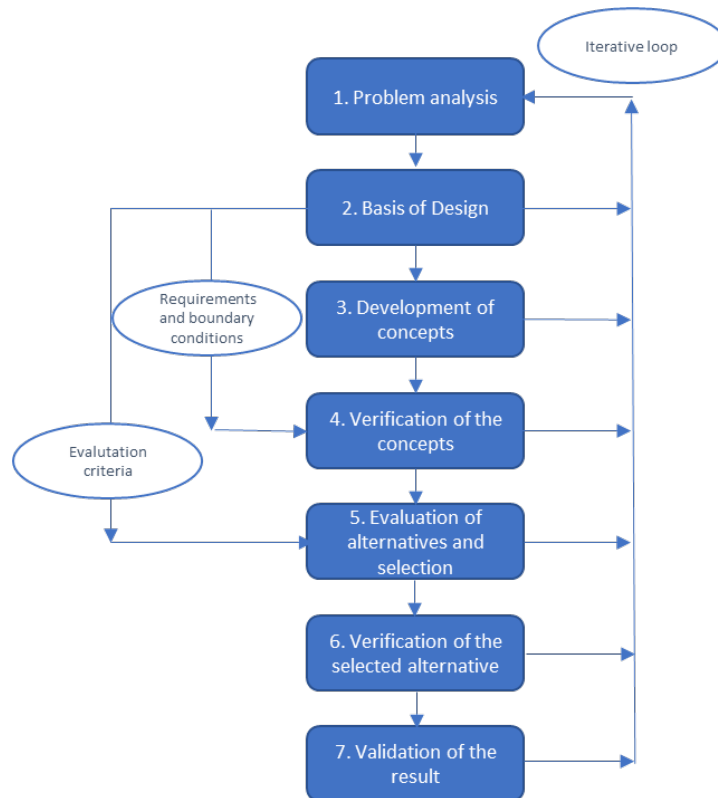 Iterative loop
1. Problem analysis
2. Basis of Design
Requirements
and boundary
conditions
3. Development of
concepts
4. Verification of the
concepts
Evalutation
criteria
5. Evaluation of
alternatives and
selection
6. Verification of the
selected alternative
7. Validation of the
result